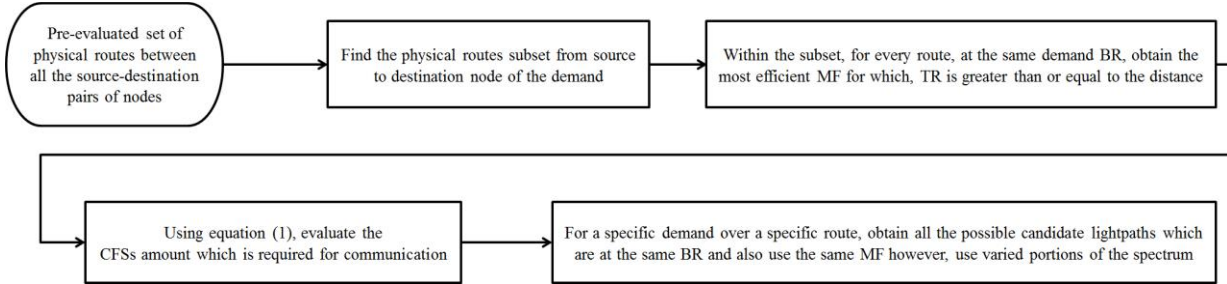 Pre-evaluated set of
physical routes between
all the source-destination
pairs of nodes
Find the physical routes subset from source
to destination node of the demand
Within the subset, for every route, at the same demand BR, obtain the
most efficient MF for which, TR is greater than or equal to the distance
Using equation (1), evaluate the
CFSs amount which is required for communication
For a specific demand over a specific route, obtain all the possible candidate lightpaths which
are at the same BR and also use the same MF however, use varied portions of the spectrum